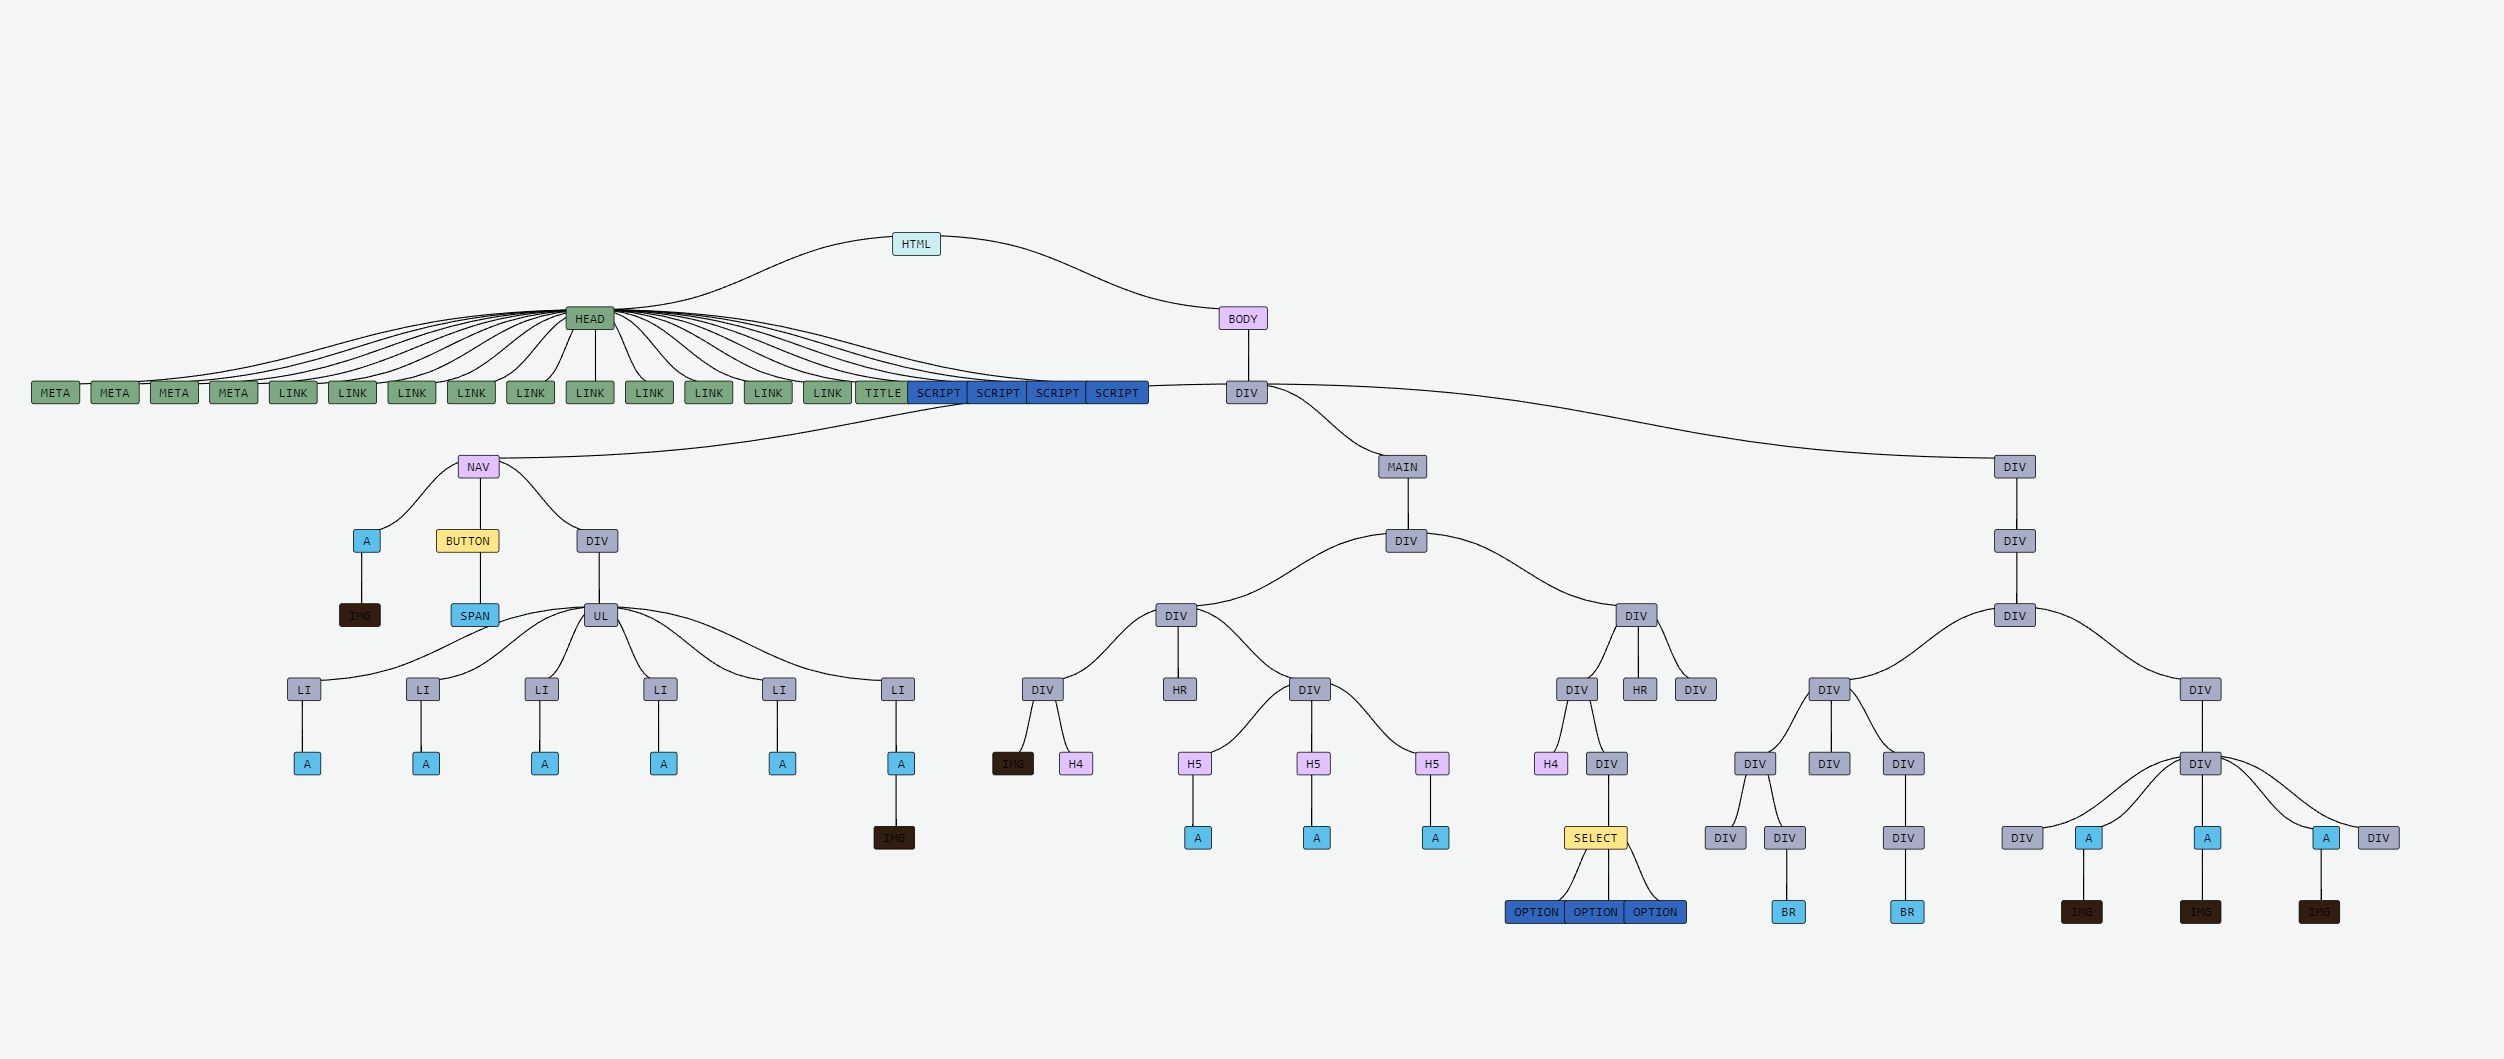 HTML
HEAD BODY
META META META META LINK LINK LINK LINK LINK LINK LINK LINK LINK LINK TITLE SCRIPT SCRIPT SCRIPT SCRIPT DIV
NAV MAIN DIV
A BUTTON DIV DIV DIV
IMG SPAN UL DIV DIV DIV
LI LI LI LI LI LI DIV HR DIV DIV HR DIV DIV DIV
A A A A A A IMG H4 H5 H5 H5 H4 DIV DIV DIV DIV DIV
IMG A A A SELECT DIV DIV DIV DIV A A A DIV
OPTION OPTION OPTION BR BR IMG IMG IMG